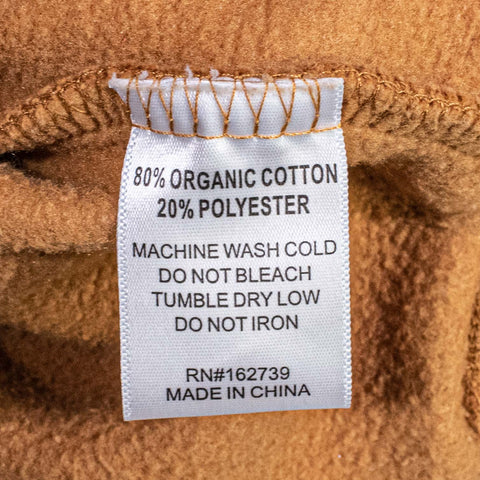 80% ORGANIC COTTON
20% POLYESTER
MACHINE WASH COLD
DO NOT BLEACH
TUMBLE DRY LOW
DO NOT IRON
RN#162739
MADE IN CHINA